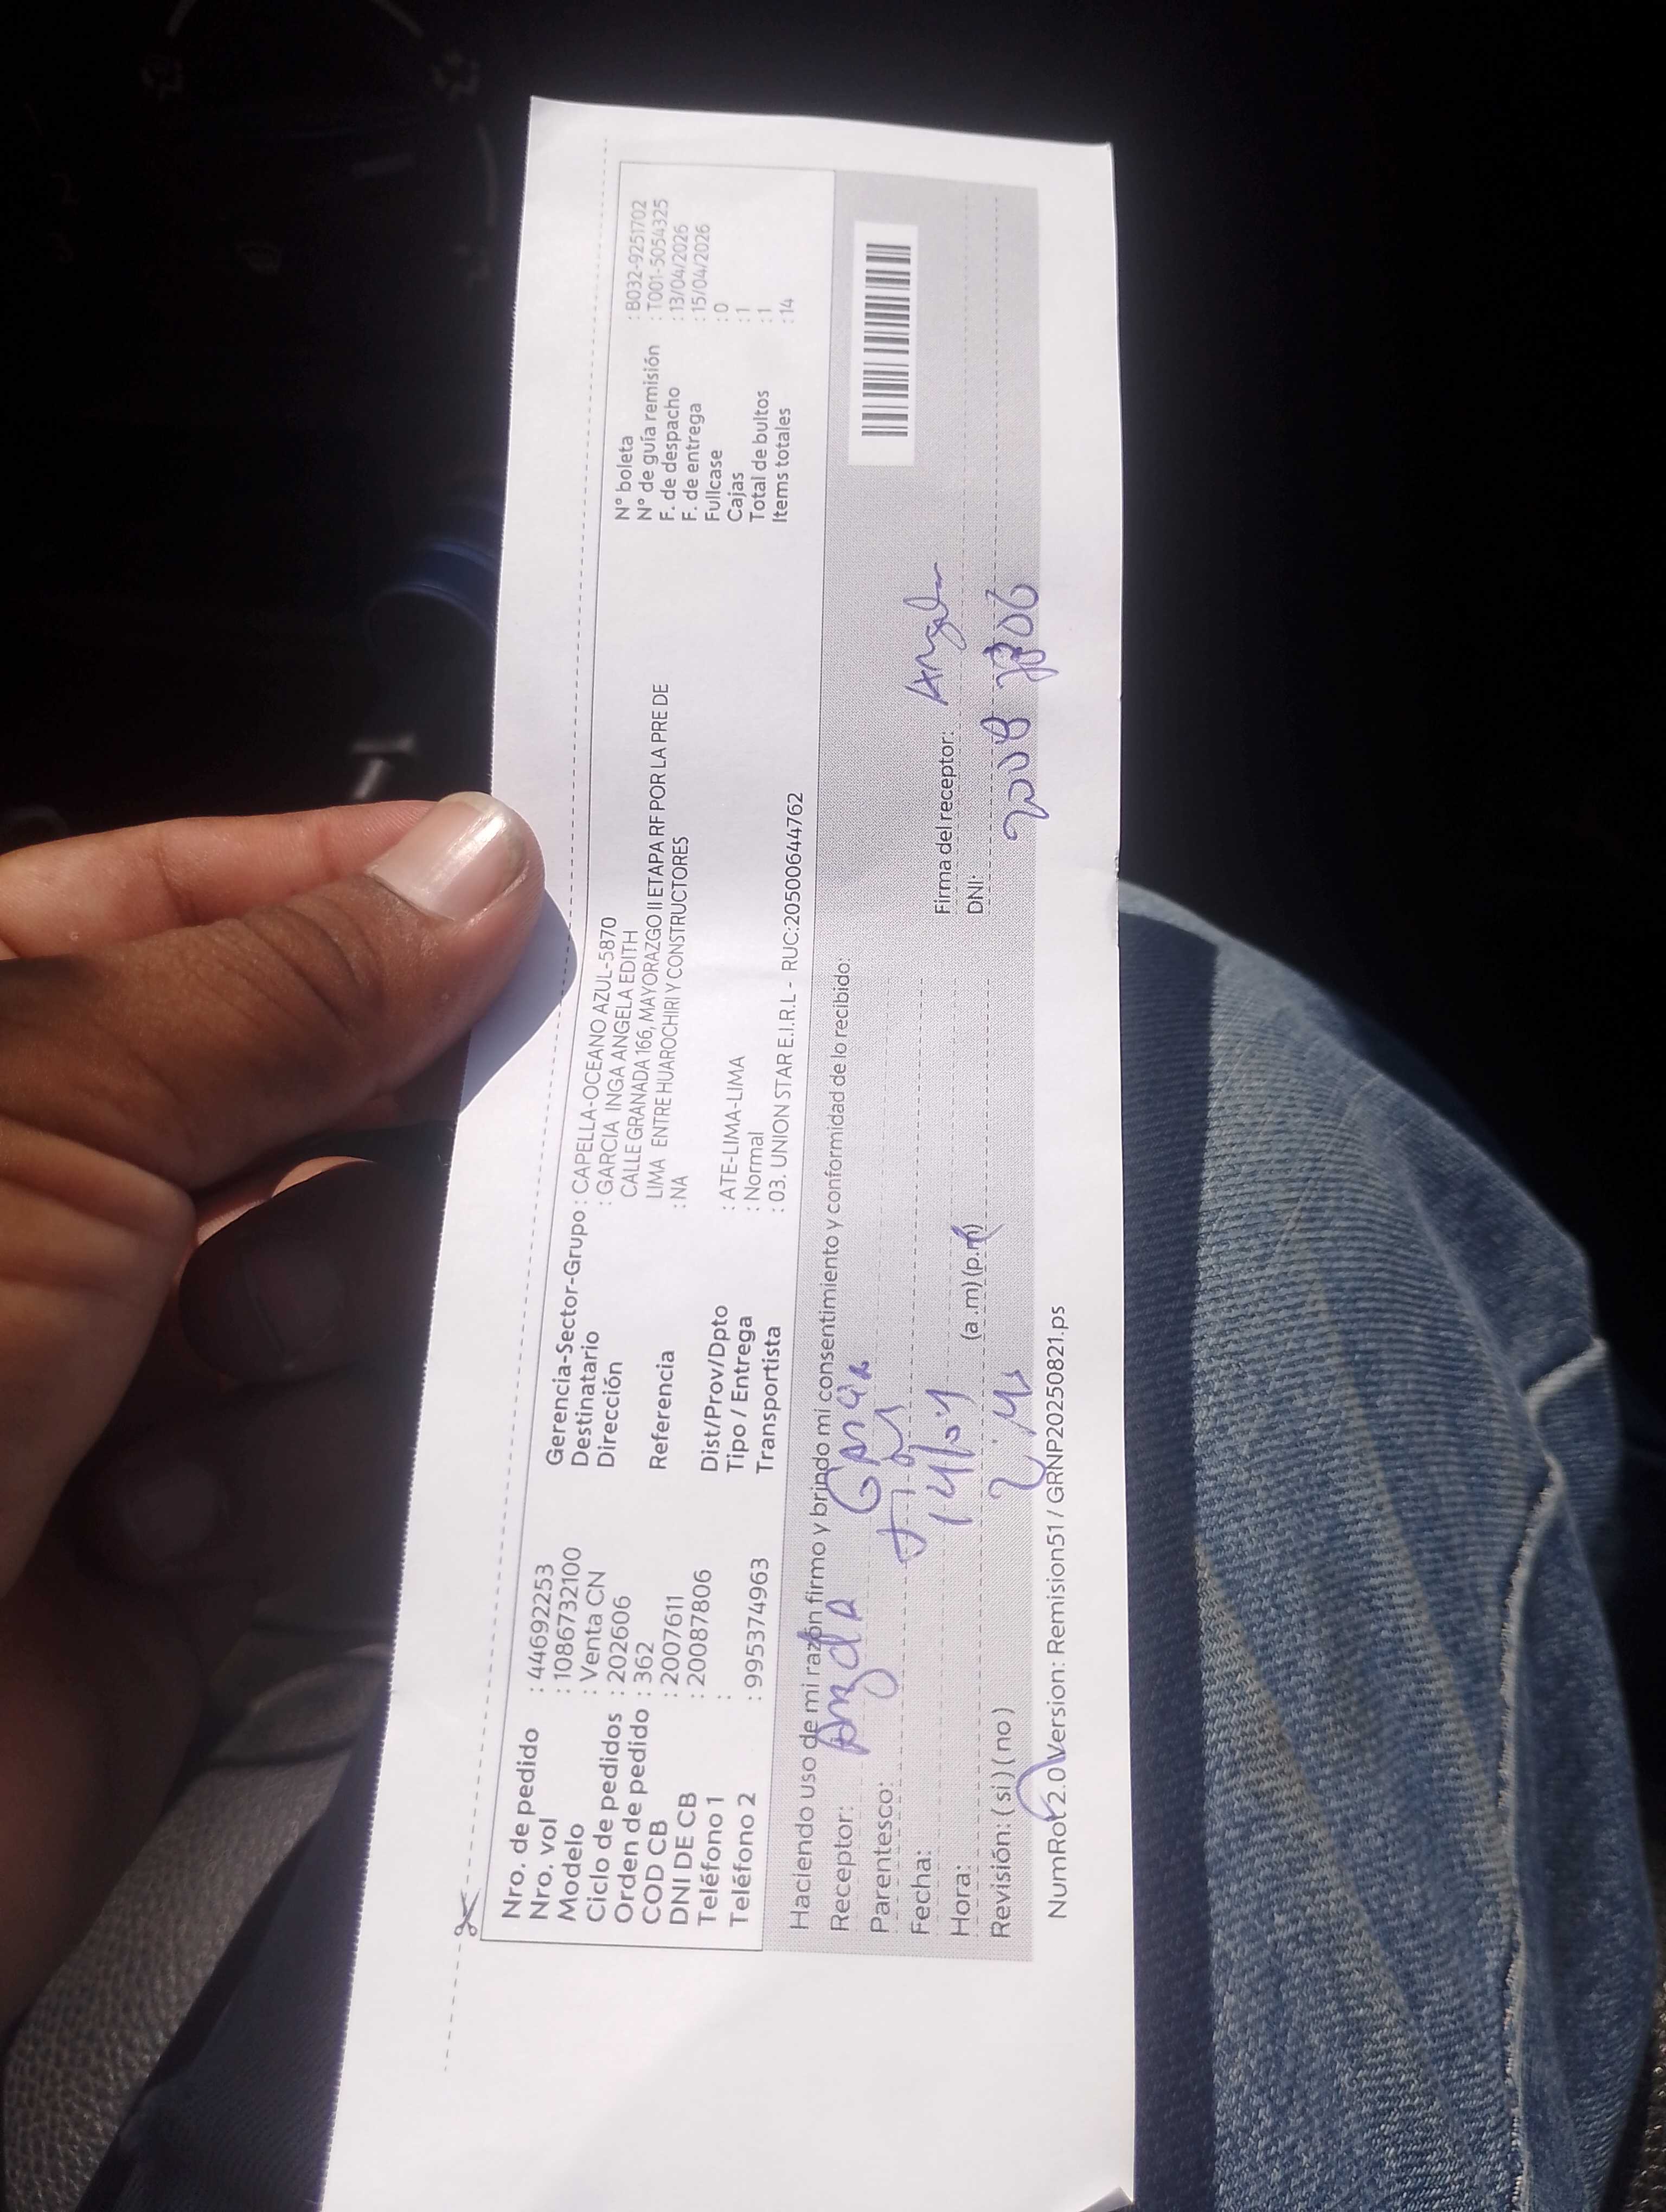 Nro. de pedido : 44692253
Nro. vol : 1086732100
Modelo : Venta CN
Ciclo de pedidos : 202606
Orden de pedido : 362
COD CB : 2007611
DNI DE CB : 20087806
Teléfono 1 :
Teléfono 2 : 995374963
Gerencia-Sector-Grupo : CAPELLA-OCEANO AZUL-5870
Destinatario : GARCIA INGA ANGELA EDITH
Dirección CALLE GRANADA 166, MAYORAZGO II ETAPA RF POR LA PRE DE
LIMA ENTRE HUAROCHIRI Y CONSTRUCTORES
Referencia : NA
Dist/Prov/Dpto : ATE-LIMA-LIMA
Tipo / Entrega : Normal
Transportista : 03. UNION STAR E.I.R.L - RUC:20500644762
N° boleta : B032-9251702
N° de guía remisión : T001-5054325
F. de despacho : 13/04/2026
F. de entrega : 15/04/2026
Fullcase : 0
Cajas : 1
Total de bultos : 1
Items totales : 14
Haciendo uso de mi razón firmo y brindo mi consentimiento y conformidad de lo recibido:
Receptor: Angela Garcia
Parentesco:
Fecha: 14/04
Hora: (a .m) (p.m)
Revisión: ( si ) ( no )
Firma del receptor: Angela
DNI:
NumRot 2.0 Version: Remision51 / GRNP20250821.ps